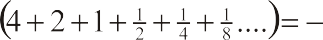 (4 + 2 + 1 + 1/2 + 1/4 + 1/8 ....) = −